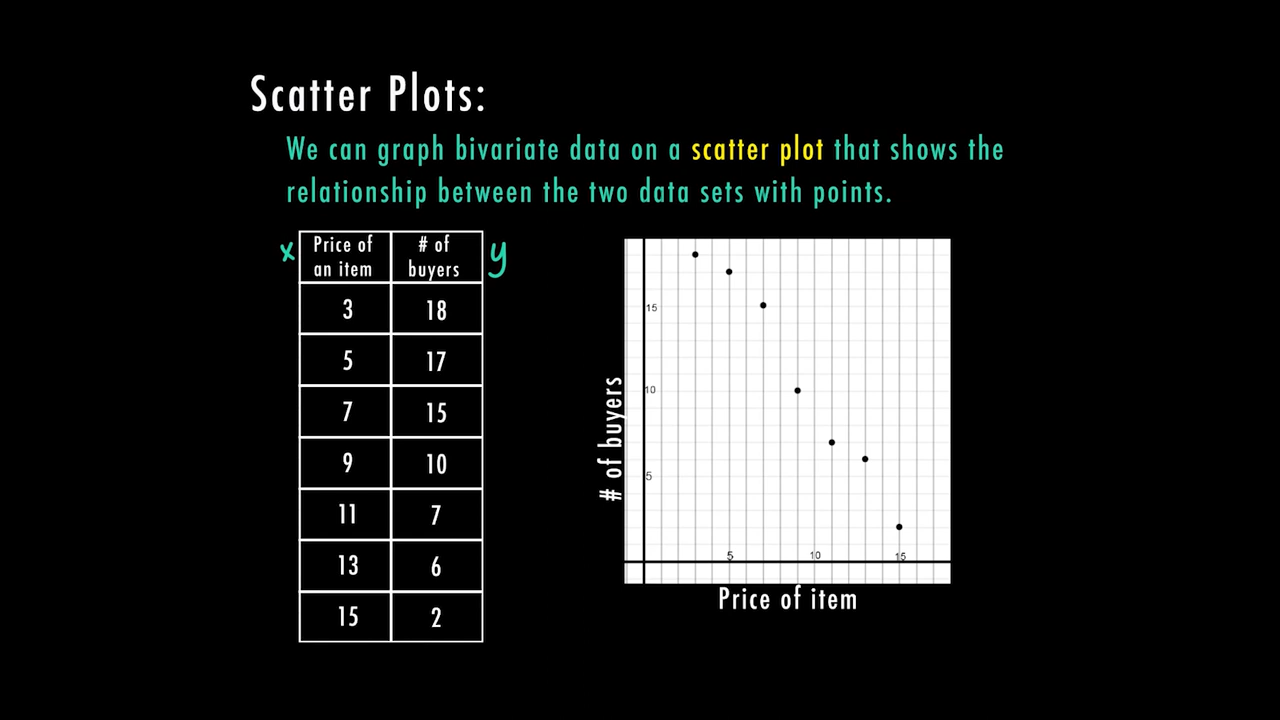 Scatter Plots:
We can graph bivariate data on a scatter plot that shows the
relationship between the two data sets with points.
x
Price of
an item
# of
buyers
y
3 18
5 17
7 15
9 10
11 7
13 6
15 2
# of buyers
15
10
5
5 10 15
Price of item